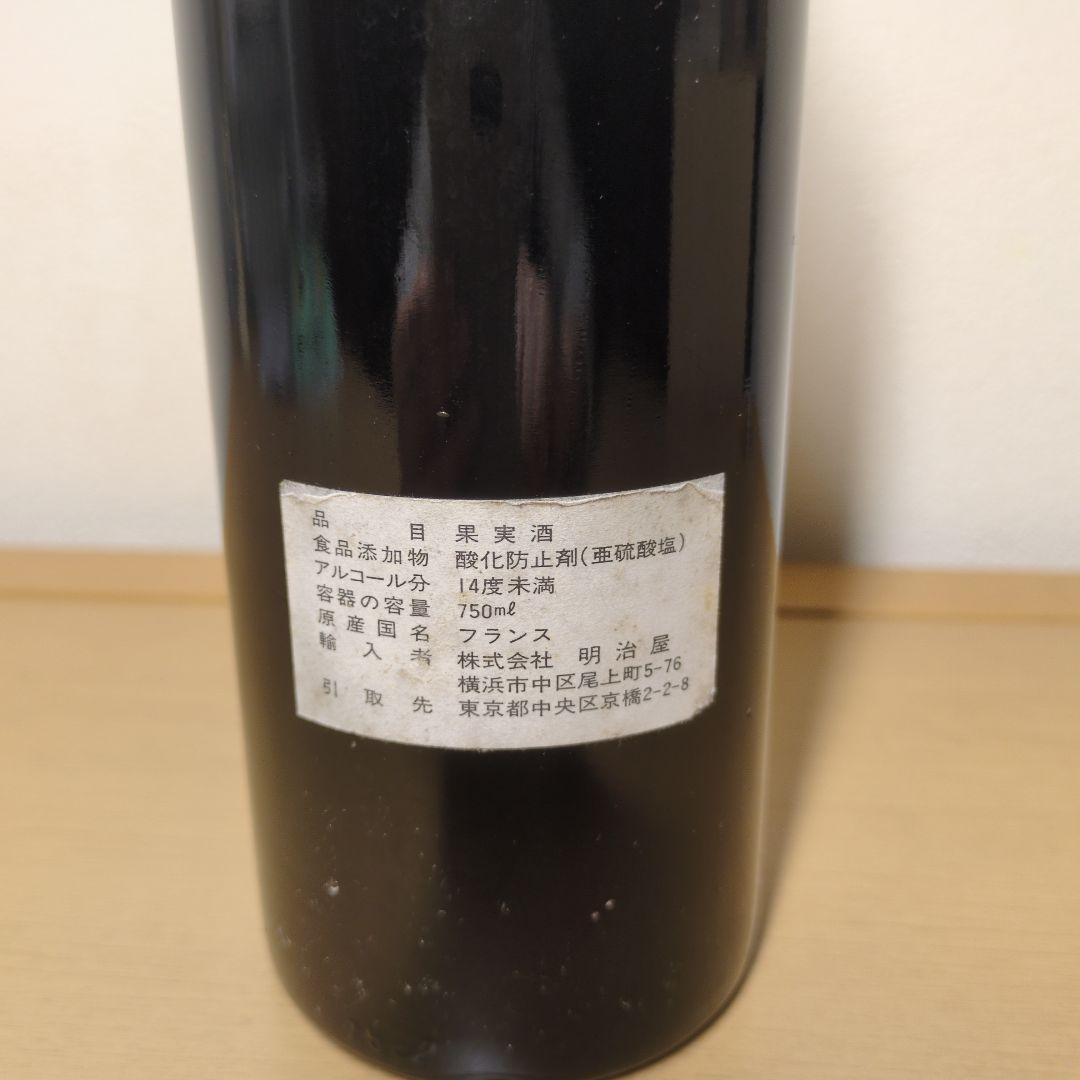 品目 果実酒
食品添加物 酸化防止剤(亜硫酸塩)
アルコール分 14度未満
容器の容量 750mℓ
原産国名 フランス
輸入者 株式会社 明治屋
横浜市中区尾上町5-76
引取先 東京都中央区京橋2-2-8